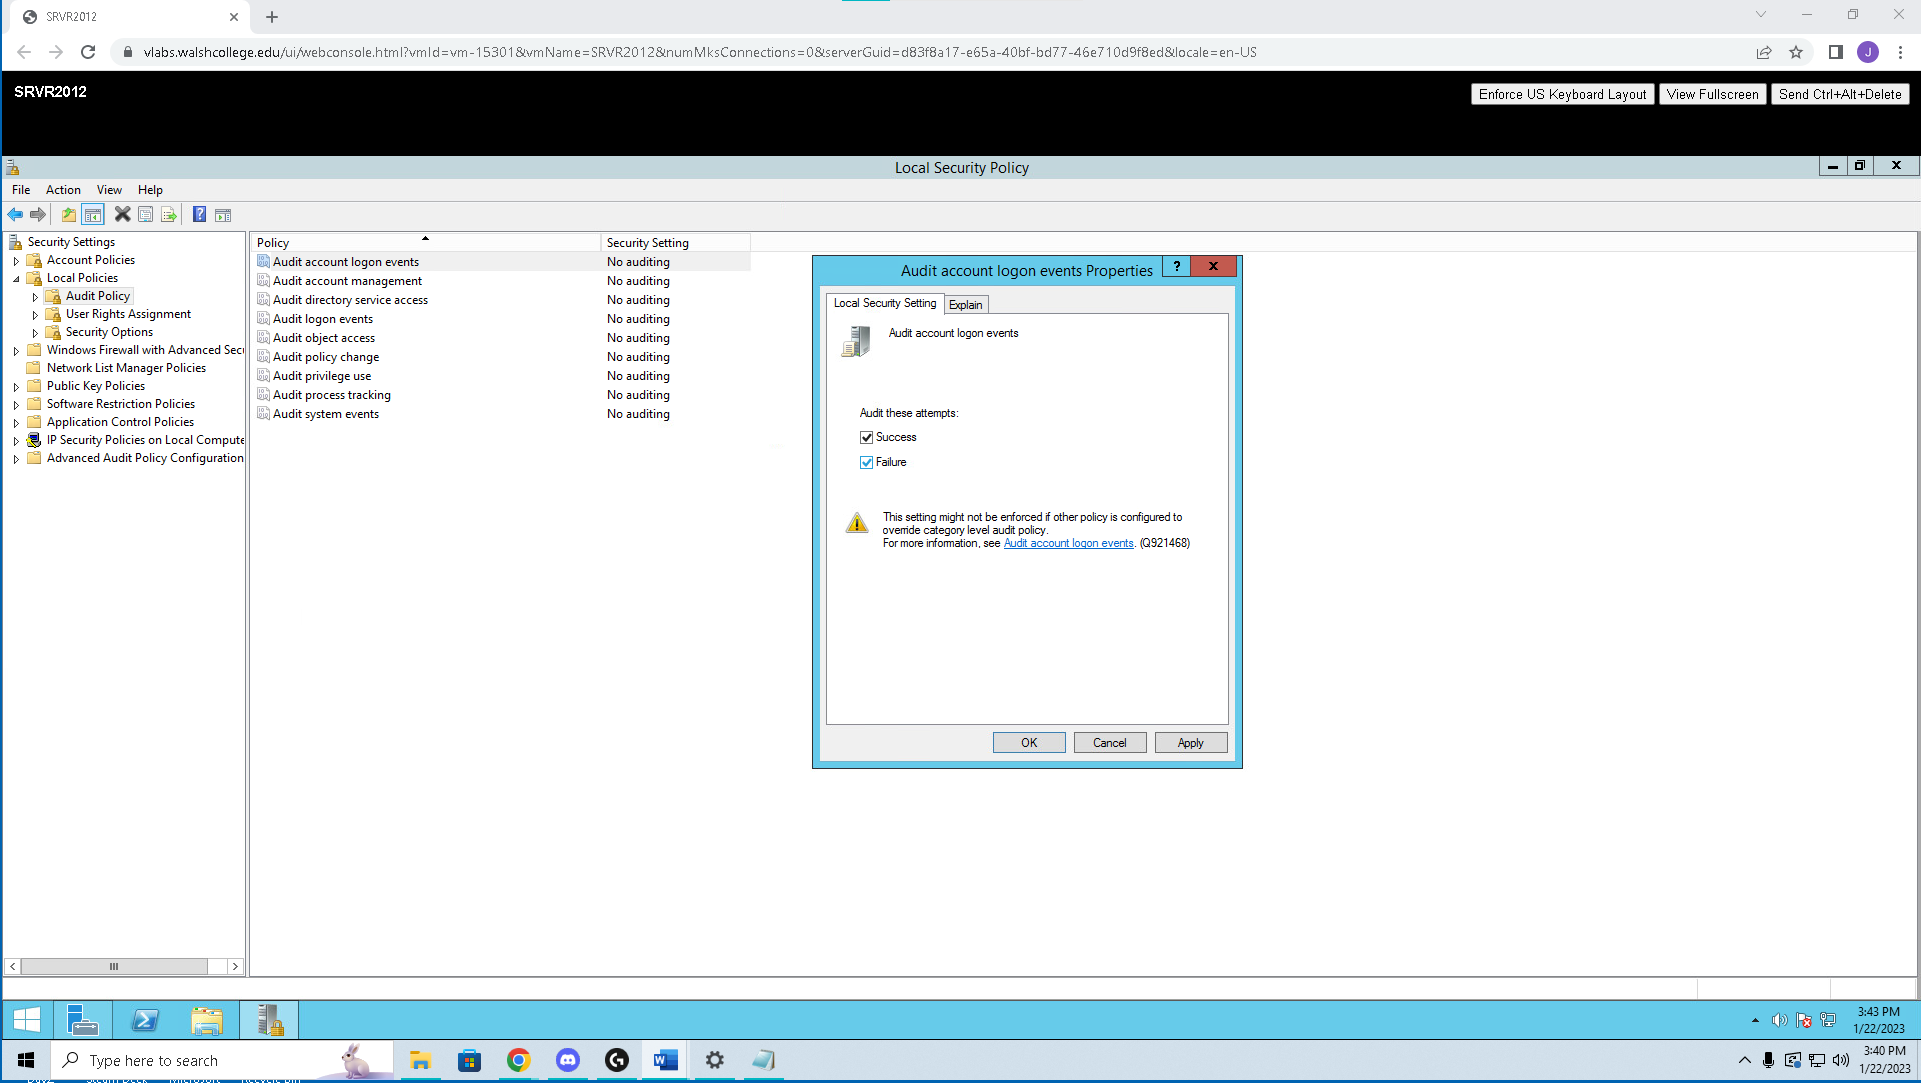 SRVR2012
vlabs.walshcollege.edu/ui/webconsole.html?vmId=vm-15301&vmName=SRVR2012&numMksConnections=0&serverGuid=d83f8a17-e65a-40bf-bd77-46e710d9f8ed&locale=en-US
J
SRVR2012
Enforce US Keyboard Layout View Fullscreen Send Ctrl+Alt+Delete
Local Security Policy
File Action View Help
Security Settings
Account Policies
Local Policies
Audit Policy
User Rights Assignment
Security Options
Windows Firewall with Advanced Secu
Network List Manager Policies
Public Key Policies
Software Restriction Policies
Application Control Policies
IP Security Policies on Local Compute
Advanced Audit Policy Configuration
Policy Security Setting
Audit account logon events No auditing
Audit account management No auditing
Audit directory service access No auditing
Audit logon events No auditing
Audit object access No auditing
Audit policy change No auditing
Audit privilege use No auditing
Audit process tracking No auditing
Audit system events No auditing
Audit account logon events Properties ?
Local Security Setting Explain
Audit account logon events
Audit these attempts:
Success
Failure
This setting might not be enforced if other policy is configured to
override category level audit policy.
For more information, see Audit account logon events. (Q921468)
OK Cancel Apply
3:43 PM
1/22/2023
Type here to search
3:40 PM
1/22/2023